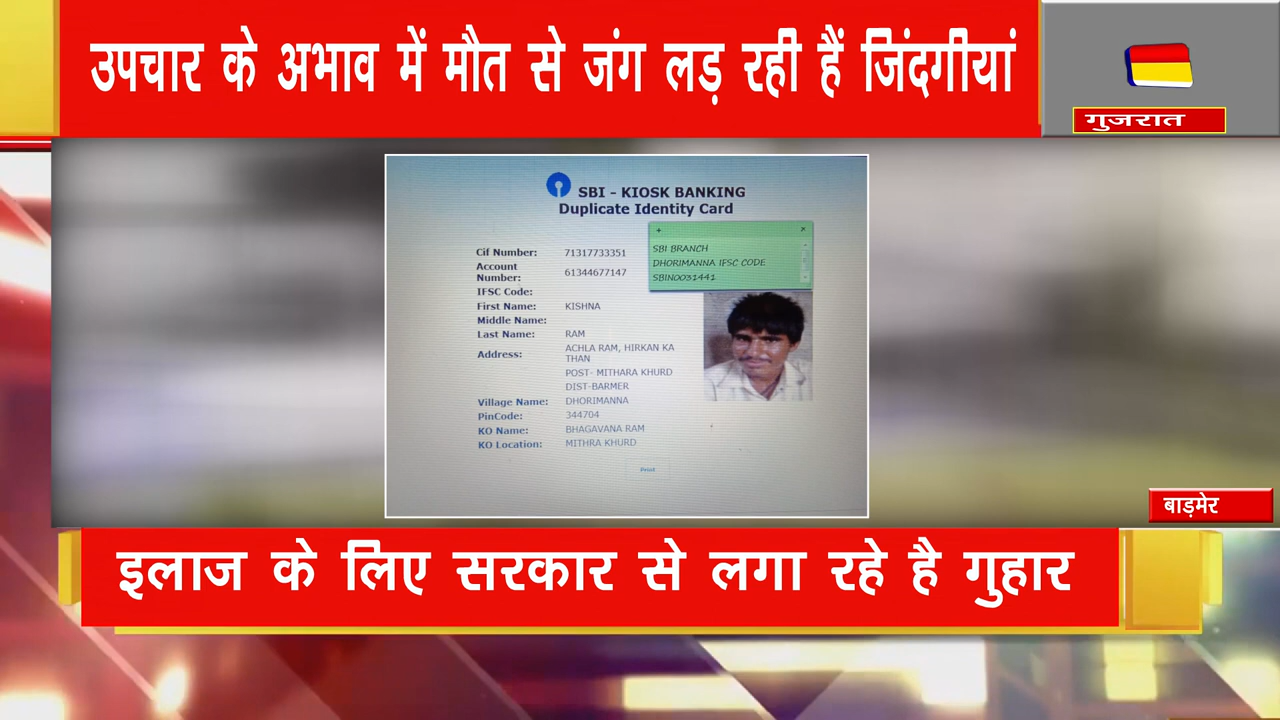 उपचार के अभाव में मौत से जंग लड़ रही हैं जिंदगीयां
गुजरात
SBI - KIOSK BANKING
Duplicate Identity Card
SBI BRANCH
DHORIMANNA IFSC CODE
SBIN0031441
Cif Number: 71317733351
Account Number: 61344677147
IFSC Code:
First Name: KISHNA
Middle Name:
Last Name: RAM
Address: ACHLA RAM, HIRKAN KA
THAN
POST- MITHARA KHURD
DIST-BARMER
Village Name: DHORIMANNA
PinCode: 344704
KO Name: BHAGAVANA RAM
KO Location: MITHRA KHURD
Print
बाड़मेर
इलाज के लिए सरकार से लगा रहे है गुहार